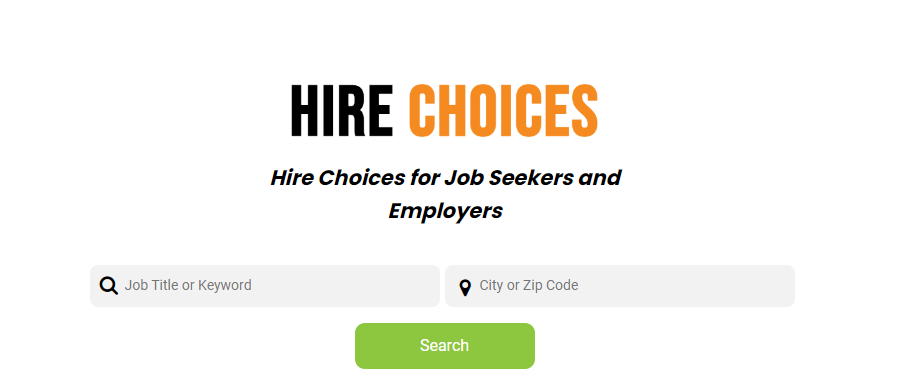 HIRE CHOICES
Hire Choices for Job Seekers and
Employers
Job Title or Keyword
City or Zip Code
Search